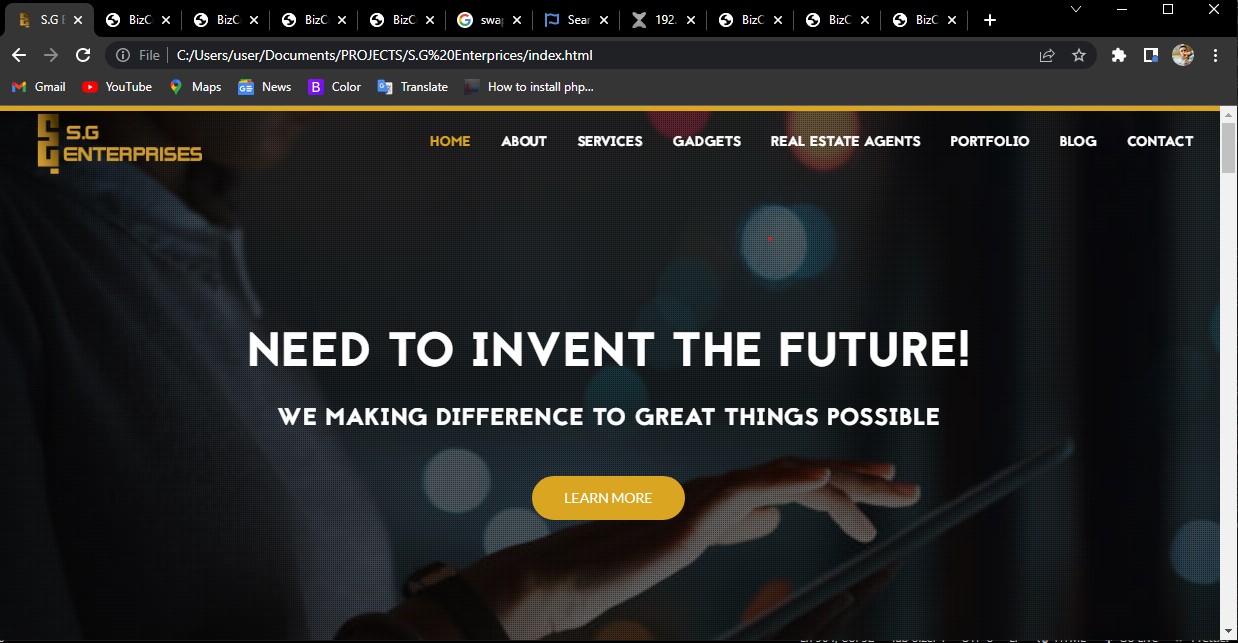 S.G E BizC BizC BizC BizC swap Sear 192. BizC BizC BizC
File C:/Users/user/Documents/PROJECTS/S.G%20Enterprices/index.html
Gmail YouTube Maps News B Color Translate How to install php...
S.G
ENTERPRISES
HOME ABOUT SERVICES GADGETS REAL ESTATE AGENTS PORTFOLIO BLOG CONTACT
NEED TO INVENT THE FUTURE!
WE MAKING DIFFERENCE TO GREAT THINGS POSSIBLE
LEARN MORE